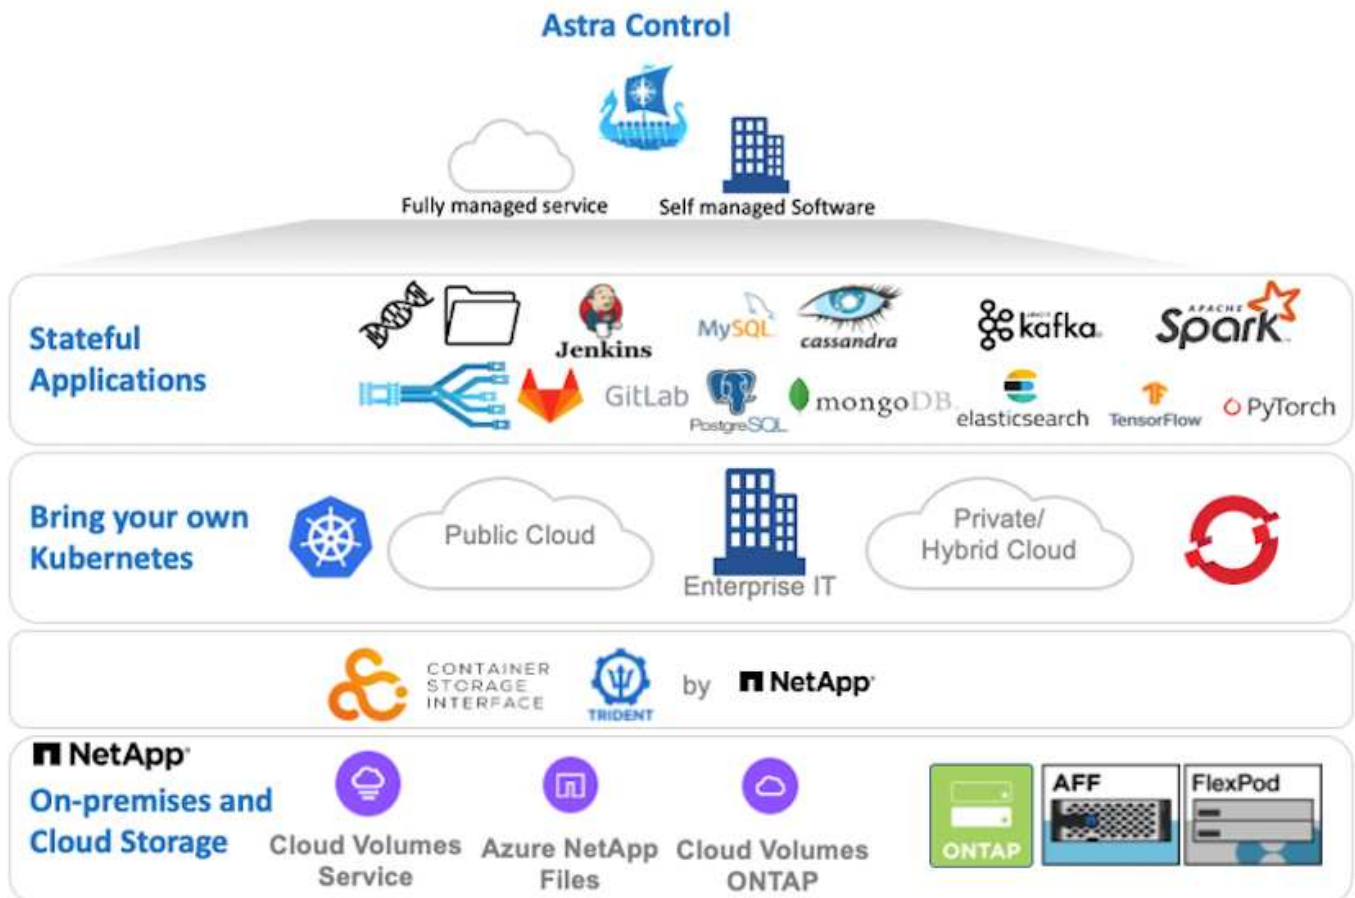 Astra Control
Fully managed service
Self managed Software
Stateful
Applications
Jenkins
MySQL
cassandra
kafka
APACHE
Spark
GitLab
PostgreSQL
mongoDB
elasticsearch
TensorFlow
PyTorch
Bring your own
Kubernetes
Public Cloud
Enterprise IT
Private/
Hybrid Cloud
CONTAINER
STORAGE
INTERFACE
TRIDENT
by
NetApp
NetApp
On-premises and
Cloud Storage
Cloud Volumes
Service
Azure NetApp
Files
Cloud Volumes
ONTAP
ONTAP
AFF
FlexPod